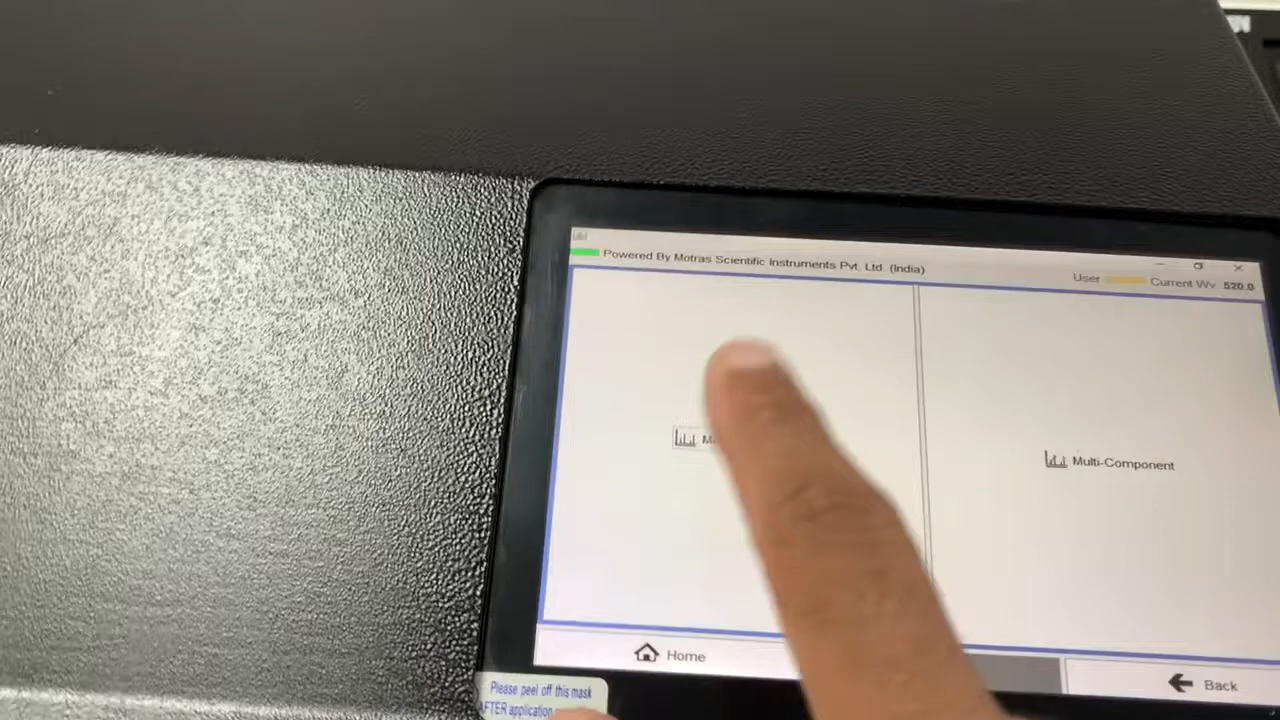 Powered By Motras Scientific Instruments Pvt. Ltd. (India)
User Current Wv 520.0
Multi-Component
Home
Back
Please peel off this mask
AFTER application